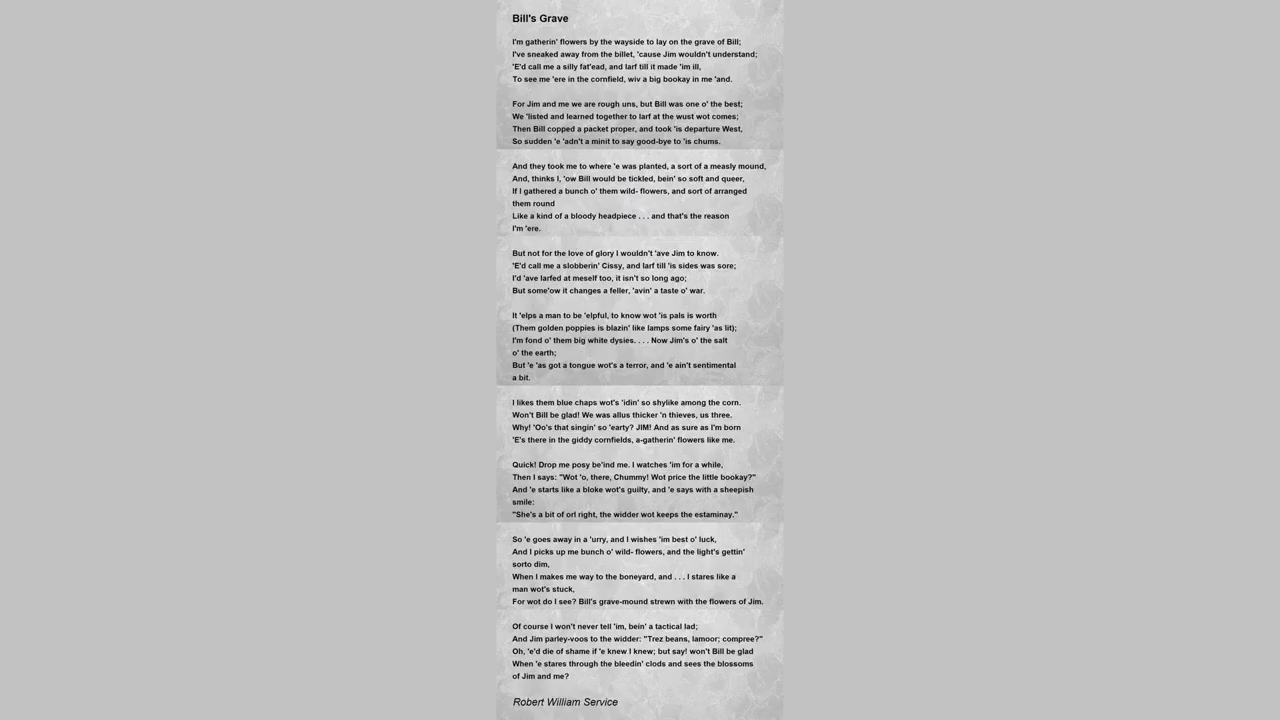 Bill's Grave
I'm gatherin' flowers by the wayside to lay on the grave of Bill;
I've sneaked away from the billet, 'cause Jim wouldn't understand;
'E'd call me a silly fat'ead, and larf till it made 'im ill,
To see me 'ere in the cornfield, wiv a big bookay in me 'and.
For Jim and me we are rough uns, but Bill was one o' the best;
We 'listed and learned together to larf at the wust wot comes;
Then Bill copped a packet proper, and took 'is departure West,
So sudden 'e 'adn't a minit to say good-bye to 'is chums.
And they took me to where 'e was planted, a sort of a measly mound,
And, thinks I, 'ow Bill would be tickled, bein' so soft and queer,
If I gathered a bunch o' them wild- flowers, and sort of arranged
them round
Like a kind of a bloody headpiece . . . and that's the reason
I'm 'ere.
But not for the love of glory I wouldn't 'ave Jim to know.
'E'd call me a slobberin' Cissy, and larf till 'is sides was sore;
I'd 'ave larfed at meself too, it isn't so long ago;
But some'ow it changes a feller, 'avin' a taste o' war.
It 'elps a man to be 'elpful, to know wot 'is pals is worth
(Them golden poppies is blazin' like lamps some fairy 'as lit);
I'm fond o' them big white dysies. . . . Now Jim's o' the salt
o' the earth;
But 'e 'as got a tongue wot's a terror, and 'e ain't sentimental
a bit.
I likes them blue chaps wot's 'idin' so shylike among the corn.
Won't Bill be glad! We was allus thicker 'n thieves, us three.
Why! 'Oo's that singin' so 'earty? JIM! And as sure as I'm born
'E's there in the giddy cornfields, a-gatherin' flowers like me.
Quick! Drop me posy be'ind me. I watches 'im for a while,
Then I says: "Wot 'o, there, Chummy! Wot price the little bookay?"
And 'e starts like a bloke wot's guilty, and 'e says with a sheepish
smile:
"She's a bit of orl right, the widder wot keeps the estaminay."
So 'e goes away in a 'urry, and I wishes 'im best o' luck,
And I picks up me bunch o' wild- flowers, and the light's gettin'
sorto dim,
When I makes me way to the boneyard, and . . . I stares like a
man wot's stuck,
For wot do I see? Bill's grave-mound strewn with the flowers of Jim.
Of course I won't never tell 'im, bein' a tactical lad;
And Jim parley-voos to the widder: "Trez beans, lamoor; compree?"
Oh, 'e'd die of shame if 'e knew I knew; but say! won't Bill be glad
When 'e stares through the bleedin' clods and sees the blossoms
of Jim and me?
Robert William Service